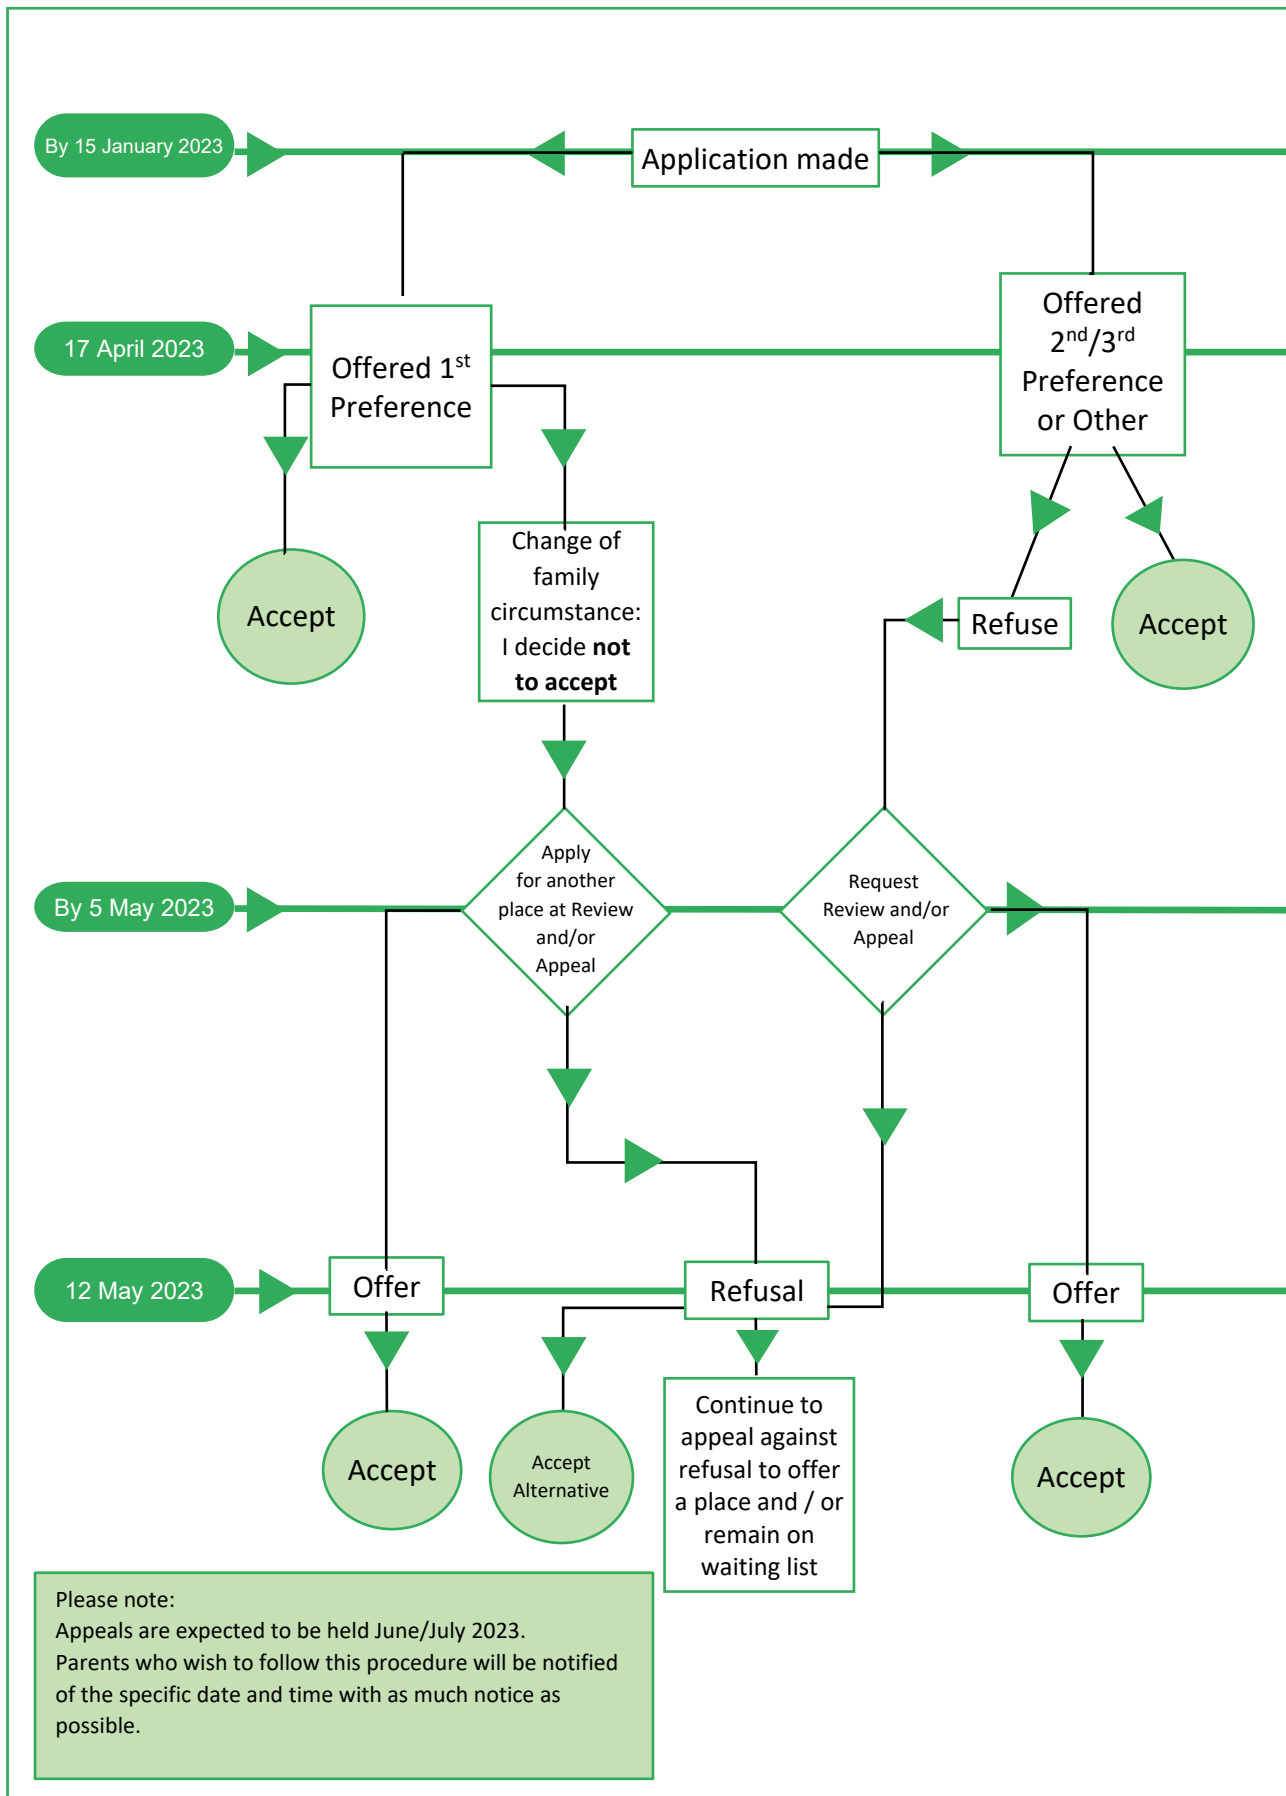 By 15 January 2023
Application made
17 April 2023
Offered 1st
Preference
Offered
2nd/3rd
Preference
or Other
Accept
Change of
family
circumstance:
I decide not
to accept
Refuse
Accept
By 5 May 2023
Apply
for another
place at Review
and/or
Appeal
Request
Review and/or
Appeal
12 May 2023
Offer
Refusal
Offer
Accept
Accept
Alternative
Continue to
appeal against
refusal to offer
a place and / or
remain on
waiting list
Accept
Please note:
Appeals are expected to be held June/July 2023.
Parents who wish to follow this procedure will be notified
of the specific date and time with as much notice as
possible.